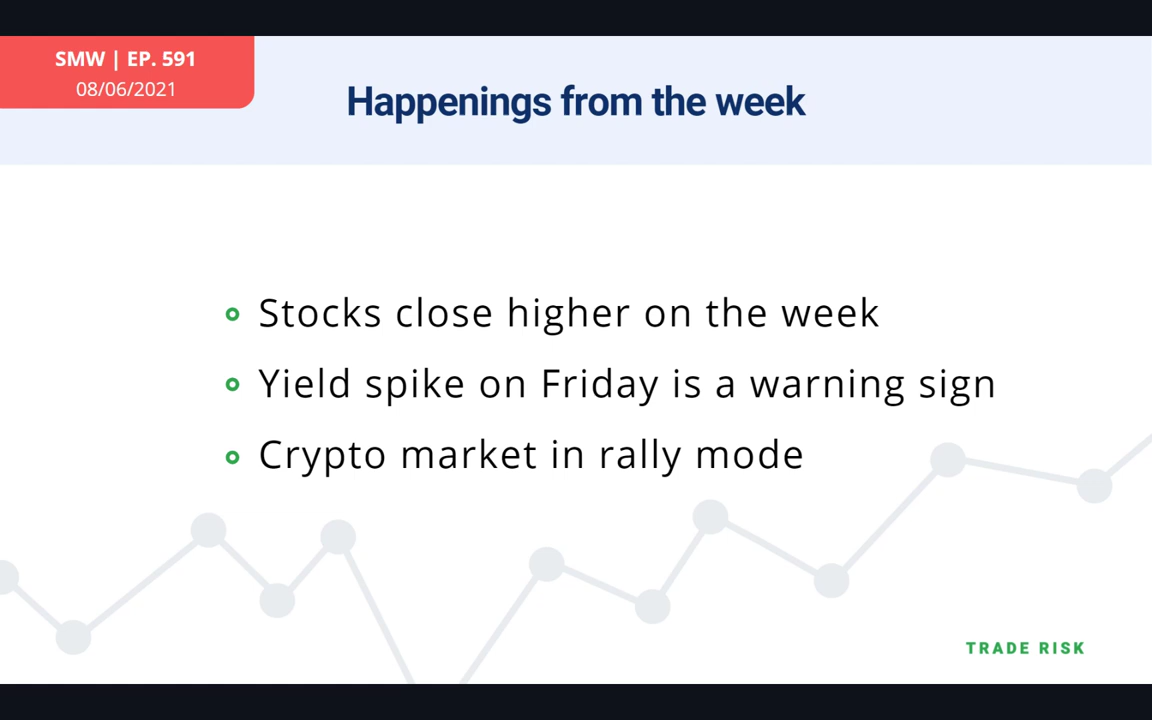 SMW | EP. 591
08/06/2021
Happenings from the week
Stocks close higher on the week
Yield spike on Friday is a warning sign
Crypto market in rally mode
TRADE RISK